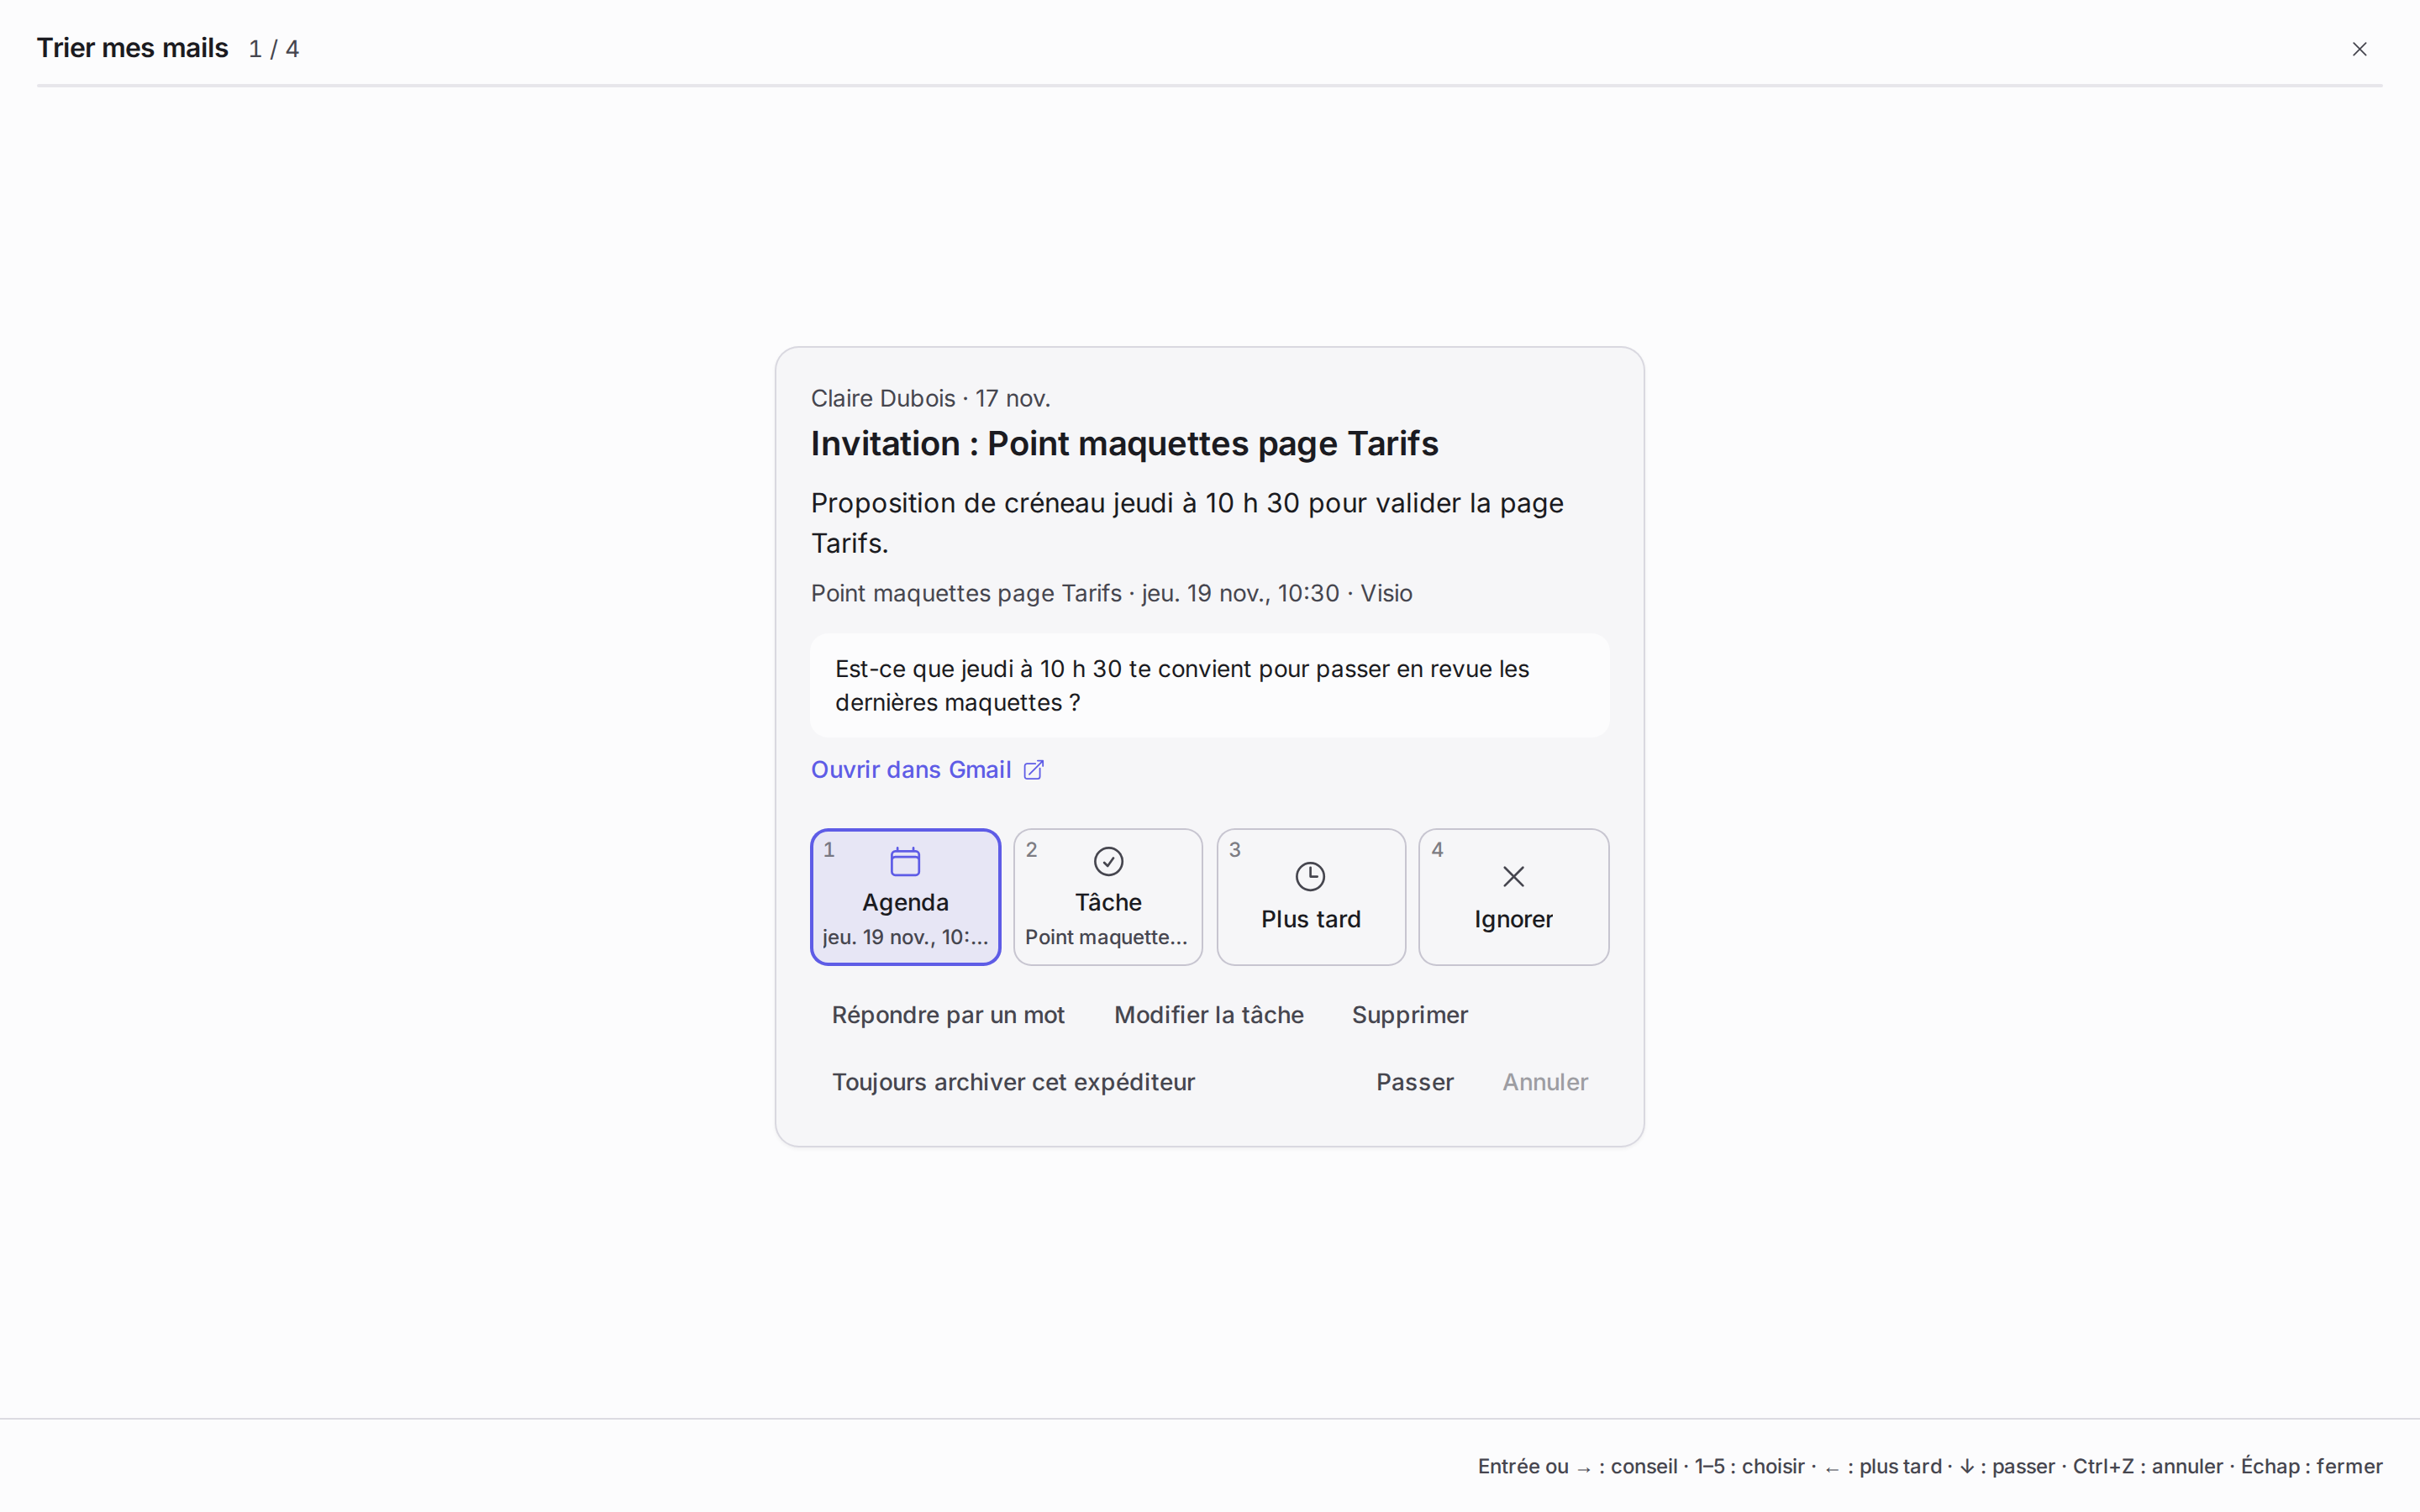 Trier mes mails 1 / 4
Claire Dubois · 17 nov.
Invitation : Point maquettes page Tarifs
Proposition de créneau jeudi à 10 h 30 pour valider la page
Tarifs.
Point maquettes page Tarifs · jeu. 19 nov., 10:30 · Visio
Est-ce que jeudi à 10 h 30 te convient pour passer en revue les
dernières maquettes ?
Ouvrir dans Gmail
1
Agenda
jeu. 19 nov., 10:...
2
Tâche
Point maquette...
3
Plus tard
4
Ignorer
Répondre par un mot Modifier la tâche Supprimer
Toujours archiver cet expéditeur Passer Annuler
Entrée ou → : conseil · 1–5 : choisir · ← : plus tard · ↓ : passer · Ctrl+Z : annuler · Échap : fermer